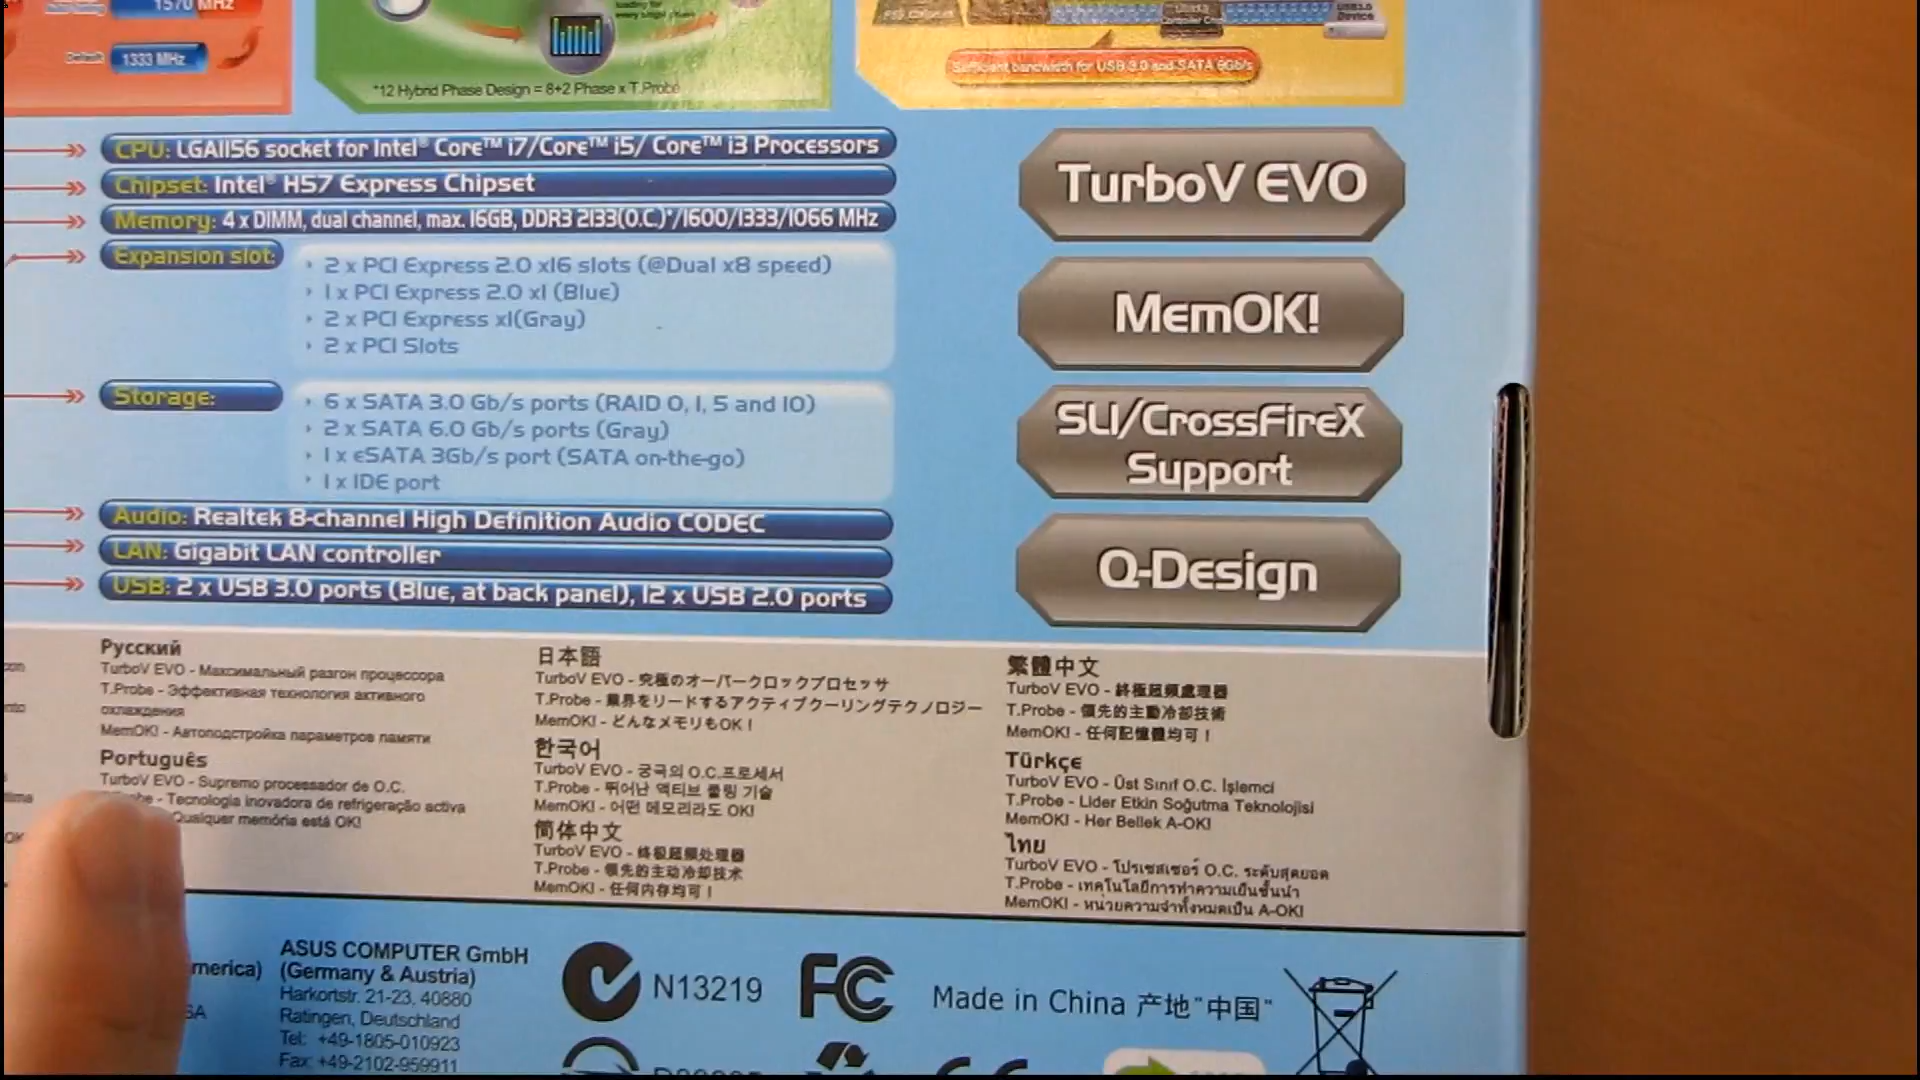 1570 MHz
1333 MHz
*12 Hybrid Phase Design = 8+2 Phase x T.Probe
USB3.0
Device
Sufficient bandwidth for USB 3.0 and SATA 6Gb/s
CPU: LGA1156 socket for Intel® Core™ i7/Core™ i5/ Core™ i3 Processors
Chipset: Intel® H57 Express Chipset
Memory: 4 x DIMM, dual channel, max. 16GB, DDR3 2133(O.C.)*/1600/1333/1066 MHz
Expansion slot:
2 x PCI Express 2.0 x16 slots (@Dual x8 speed)
1 x PCI Express 2.0 x1 (Blue)
2 x PCI Express x1(Gray)
2 x PCI Slots
Storage:
6 x SATA 3.0 Gb/s ports (RAID 0, 1, 5 and 10)
2 x SATA 6.0 Gb/s ports (Gray)
1 x eSATA 3Gb/s port (SATA on-the-go)
1 x IDE port
Audio: Realtek 8-channel High Definition Audio CODEC
LAN: Gigabit LAN controller
USB: 2 x USB 3.0 ports (Blue, at back panel), 12 x USB 2.0 ports
TurboV EVO
MemOK!
SLI/CrossFireX
Support
Q-Design
Русский
TurboV EVO - Максимальный разгон процессора
T.Probe - Эффективная технология активного
охлаждения
MemOK! - Автоподстройка параметров памяти
Português
TurboV EVO - Supremo processador de O.C.
- Tecnologia inovadora de refrigeração activa
Qualquer memória está OK!
日本語
TurboV EVO - 究極のオーバークロックプロセッサ
T.Probe - 業界をリードするアクティブクーリングテクノロジー
MemOK! - どんなメモリもOK！
한국어
TurboV EVO - 궁극의 O.C.프로세서
T.Probe - 뛰어난 액티브 쿨링 기술
MemOK! - 어떤 메모리라도 OK!
简体中文
TurboV EVO - 终极超频处理器
T.Probe - 领先的主动冷却技术
MemOK! - 任何内存均可！
繁體中文
TurboV EVO - 終極超頻處理器
T.Probe - 領先的主動冷卻技術
MemOK! - 任何記憶體均可！
Türkçe
TurboV EVO - Üst Sınıf O.C. İşlemci
T.Probe - Lider Etkin Soğutma Teknolojisi
MemOK! - Her Bellek A-OK!
ไทย
TurboV EVO - โปรเซสเซอร์ O.C. ระดับสุดยอด
T.Probe - เทคโนโลยีการทำความเย็นชั้นนำ
MemOK! - หน่วยความจำทั้งหมดเป็น A-OK!
merica)
SA
ASUS COMPUTER GmbH
(Germany & Austria)
Harkortstr. 21-23, 40880
Ratingen, Deutschland
Tel: +49-1805-010923
Fax: +49-2102-959911
N13219
FC
Made in China 产地"中国"